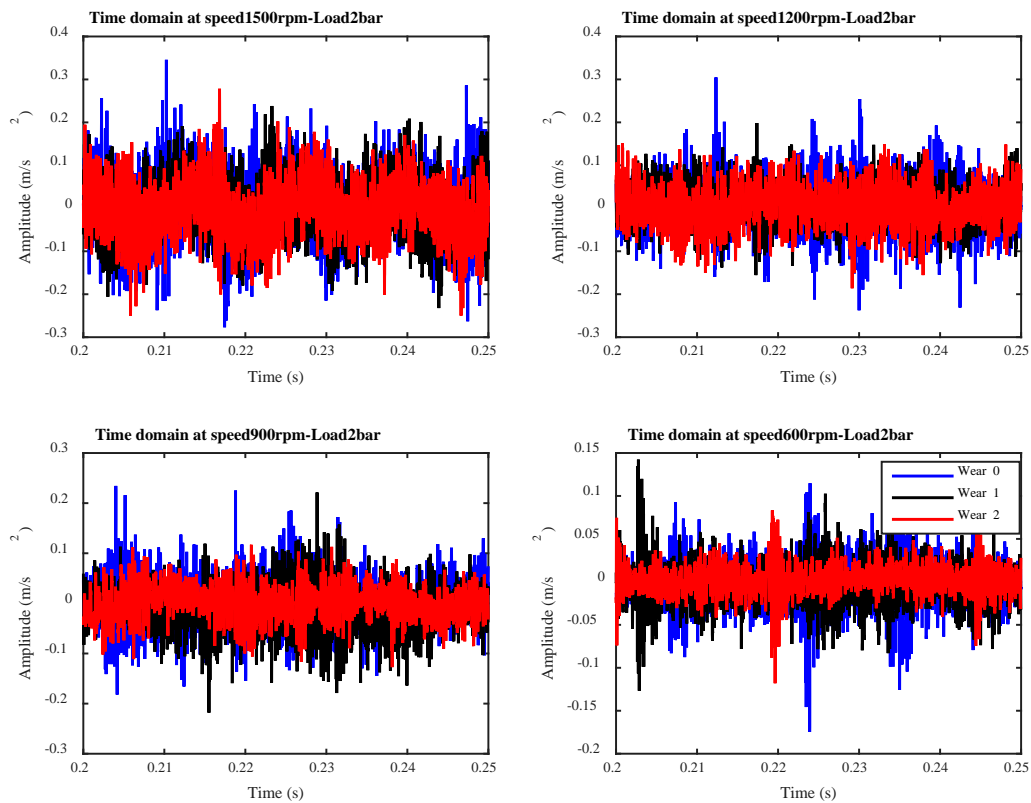 Time domain at speed1500rpm-Load2bar
0.4
0.3
0.2
0.1
0
-0.1
-0.2
-0.3
Amplitude (m/s 2)
0.2 0.21 0.22 0.23 0.24 0.25
Time (s)
Time domain at speed1200rpm-Load2bar
0.4
0.3
0.2
0.1
0
-0.1
-0.2
-0.3
Amplitude (m/s 2)
0.2 0.21 0.22 0.23 0.24 0.25
Time (s)
Time domain at speed900rpm-Load2bar
0.3
0.2
0.1
0
-0.1
-0.2
-0.3
Amplitude (m/s 2)
0.2 0.21 0.22 0.23 0.24 0.25
Time (s)
Time domain at speed600rpm-Load2bar
0.15
0.1
0.05
0
-0.05
-0.1
-0.15
-0.2
Amplitude (m/s 2)
Wear 0
Wear 1
Wear 2
0.2 0.21 0.22 0.23 0.24 0.25
Time (s)